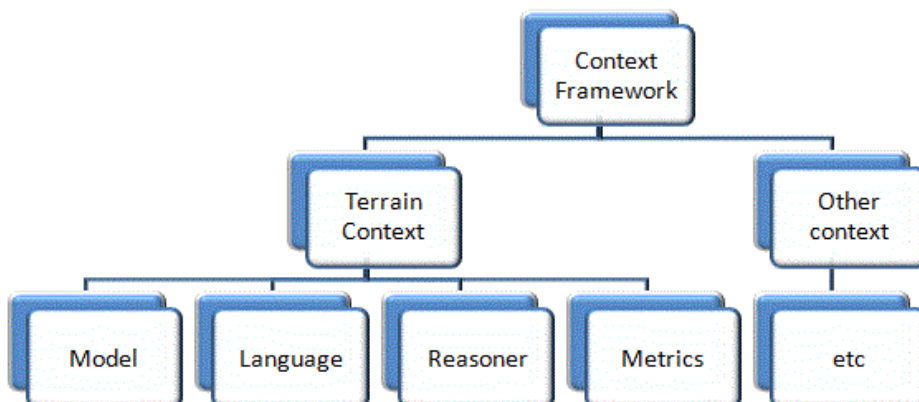 Context
Framework
Terrain
Context
Other
context
Model
Language
Reasoner
Metrics
etc